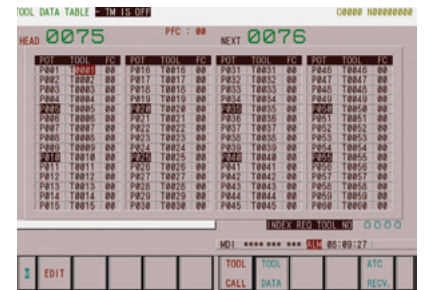 TOOL DATA TABLE - TM IS OFF O0000 N00000000
HEAD 0075 PFC : 00 NEXT 0076
POT TOOL FC POT TOOL FC POT TOOL FC POT TOOL FC
P001 T0001 00 P016 T0016 00 P031 T0031 00 P046 T0046 00
P002 T0002 00 P017 T0017 00 P032 T0032 00 P047 T0047 00
P003 T0003 00 P018 T0018 00 P033 T0033 00 P048 T0048 00
P004 T0004 00 P019 T0019 00 P034 T0034 00 P049 T0049 00
P005 T0005 00 P020 T0020 00 P035 T0035 00 P050 T0050 00
P006 T0006 00 P021 T0021 00 P036 T0036 00 P051 T0051 00
P007 T0007 00 P022 T0022 00 P037 T0037 00 P052 T0052 00
P008 T0008 00 P023 T0023 00 P038 T0038 00 P053 T0053 00
P009 T0009 00 P024 T0024 00 P039 T0039 00 P054 T0054 00
P010 T0010 00 P025 T0025 00 P040 T0040 00 P055 T0055 00
P011 T0011 00 P026 T0026 00 P041 T0041 00 P056 T0056 00
P012 T0012 00 P027 T0027 00 P042 T0042 00 P057 T0057 00
P013 T0013 00 P028 T0028 00 P043 T0043 00 P058 T0058 00
P014 T0014 00 P029 T0029 00 P044 T0044 00 P059 T0059 00
P015 T0015 00 P030 T0030 00 P045 T0045 00 P060 T0060 00
INDEX REQ TOOL NO 0000
MDI **** *** *** ALM 08:09:27
EDIT TOOL CALL TOOL DATA ATC RECV.